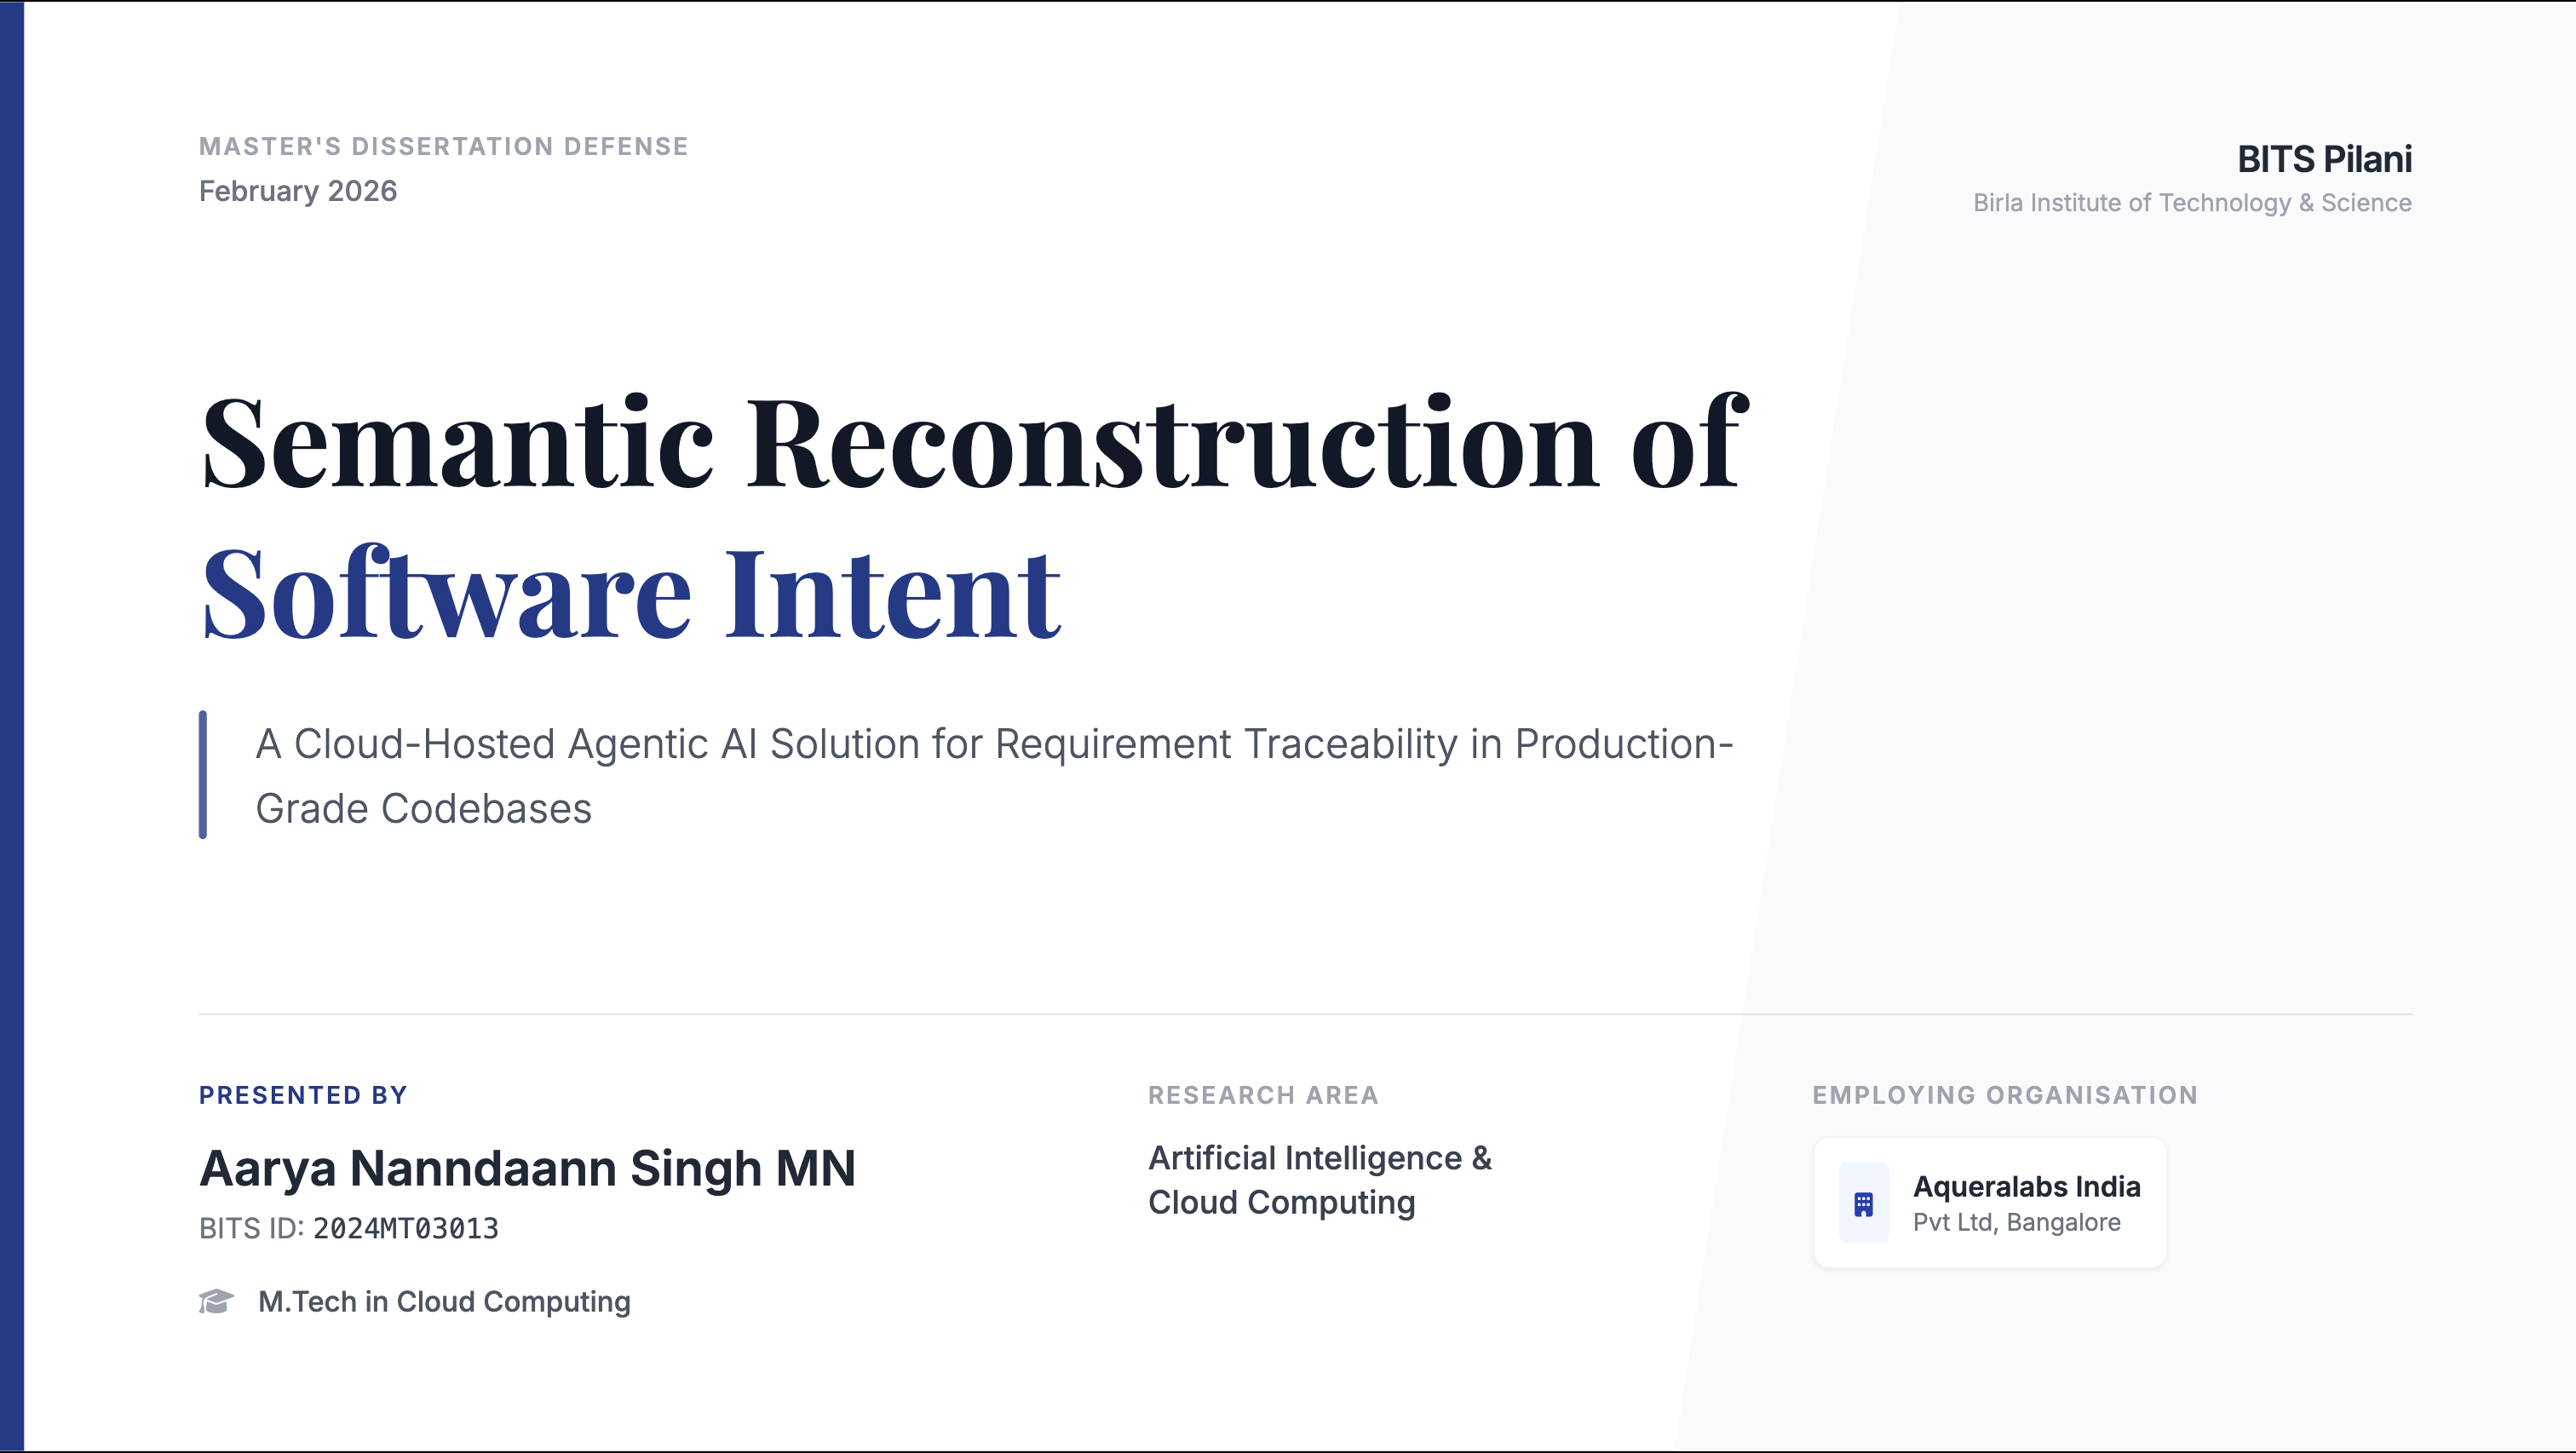 MASTER'S DISSERTATION DEFENSE
February 2026
BITS Pilani
Birla Institute of Technology & Science
Semantic Reconstruction of
Software Intent
A Cloud-Hosted Agentic AI Solution for Requirement Traceability in Production-
Grade Codebases
PRESENTED BY
Aarya Nanndaann Singh MN
BITS ID: 2024MT03013
M.Tech in Cloud Computing
RESEARCH AREA
Artificial Intelligence &
Cloud Computing
EMPLOYING ORGANISATION
Aqueralabs India
Pvt Ltd, Bangalore